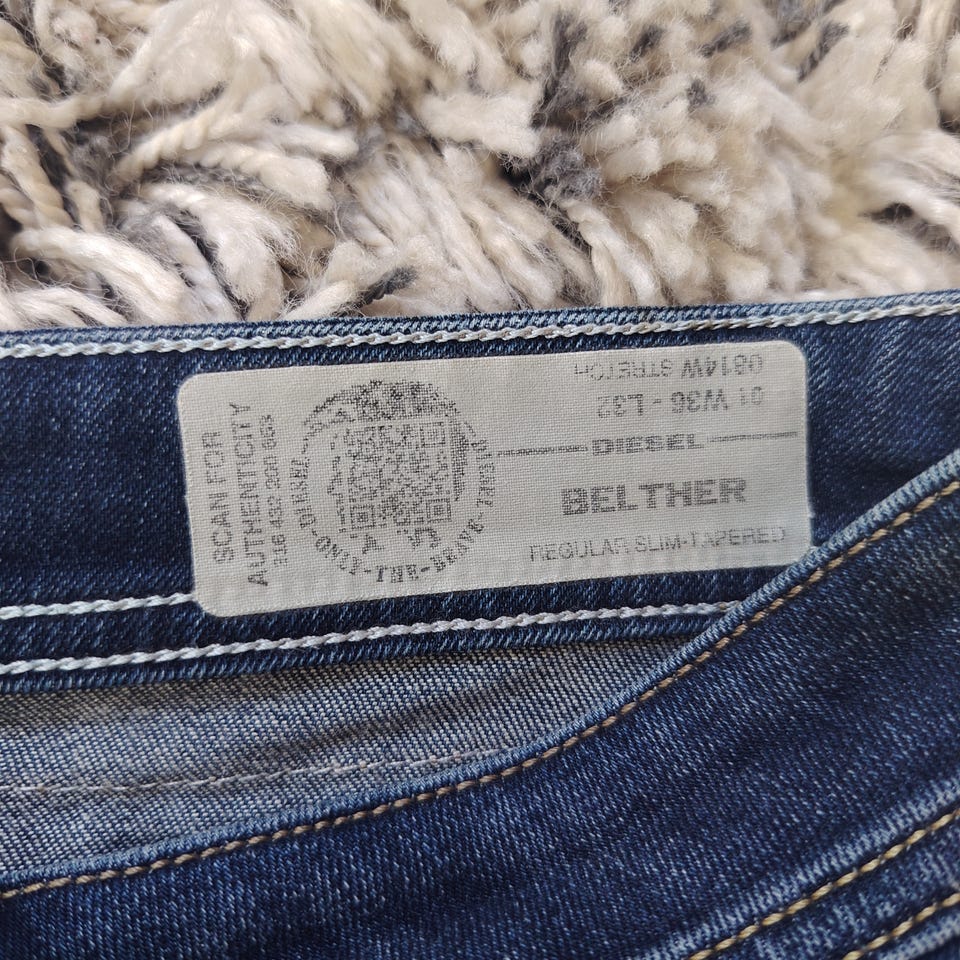 SCAN FOR
AUTHENTICITY
DIESEL
ONLY-THE-BRAVE
0814W STRETCH
01 W36 - L32
DIESEL
BELTHER
REGULAR SLIM-TAPERED